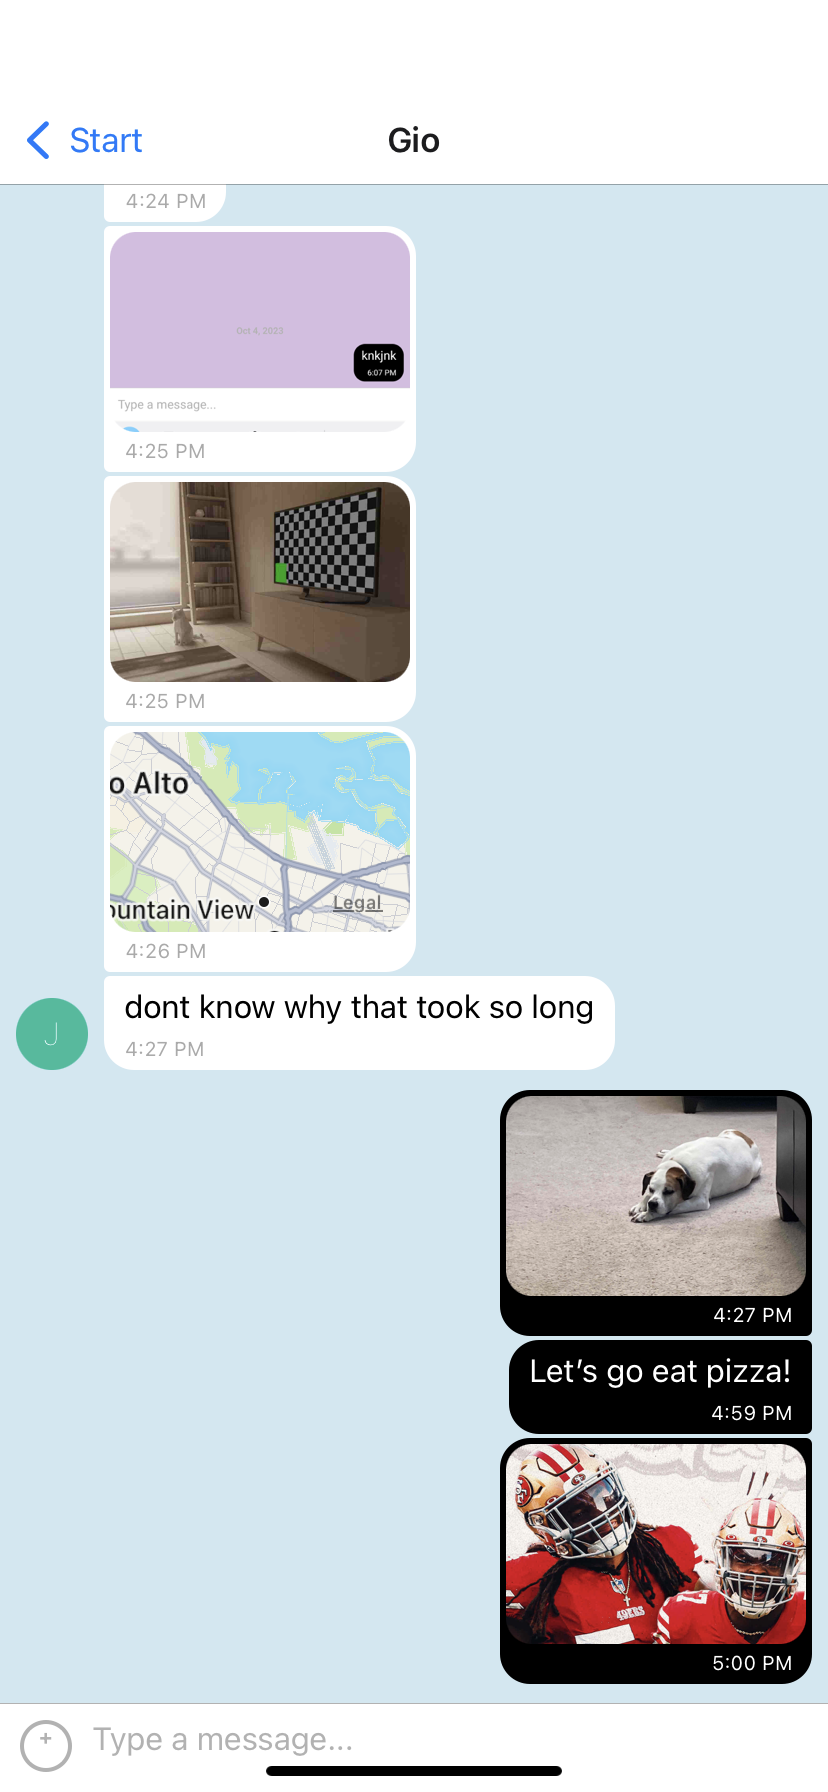 Start
Gio
4:24 PM
Oct 4, 2023
knkjnk
6:07 PM
Type a message...
4:25 PM
4:25 PM
o Alto
ountain View
Legal
4:26 PM
J
dont know why that took so long
4:27 PM
4:27 PM
Let’s go eat pizza!
4:59 PM
49ERS
5:00 PM
+
Type a message...